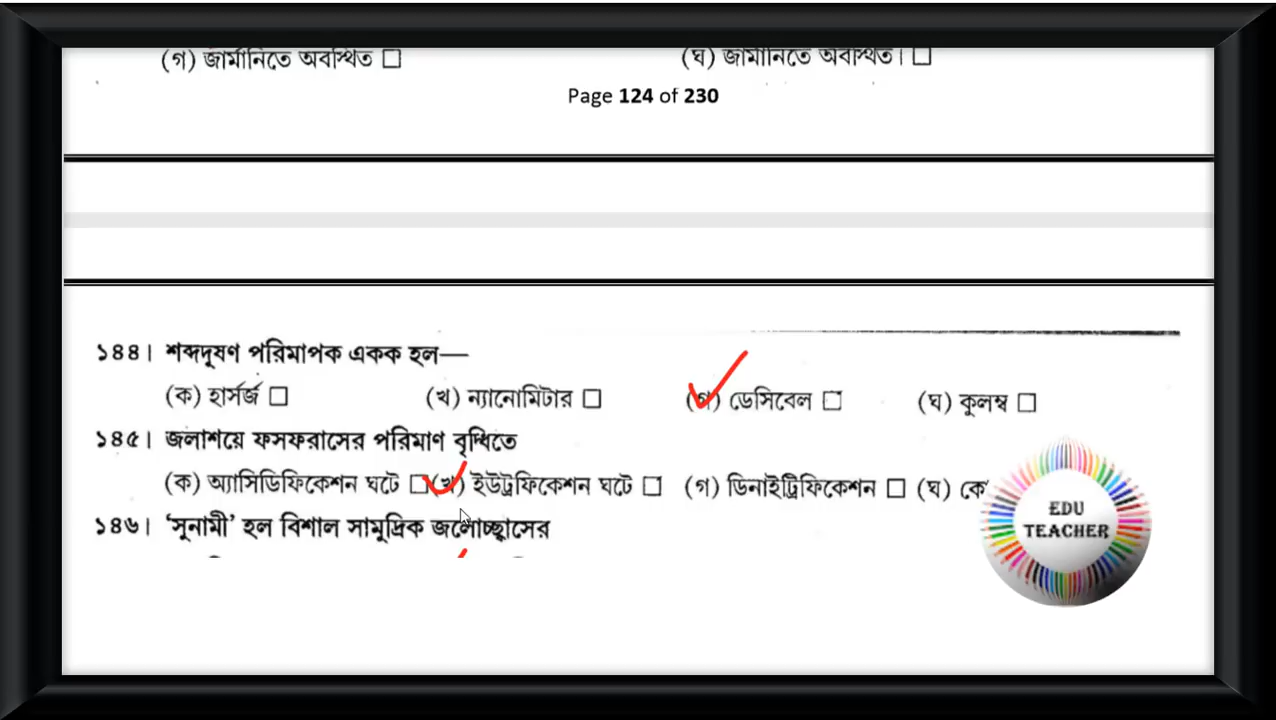 (গ) জার্মানিতে অবস্থিত (ঘ) জার্মানিতে অবস্থিত।
Page 124 of 230
১৪৪। শব্দদূষণ পরিমাপক একক হল—
(ক) হার্সর্জ (খ) ন্যানোমিটার (গ) ডেসিবেল (ঘ) কুলম্ব
১৪৫। জলাশয়ে ফসফরাসের পরিমাণ বৃদ্ধিতে
(ক) অ্যাসিডিফিকেশন ঘটে (খ) ইউট্রফিকেশন ঘটে (গ) ডিনাইট্রিফিকেশন (ঘ)
১৪৬। ‘সুনামী’ হল বিশাল সামুদ্রিক জলোচ্ছ্বাসের
EDU
TEACHER